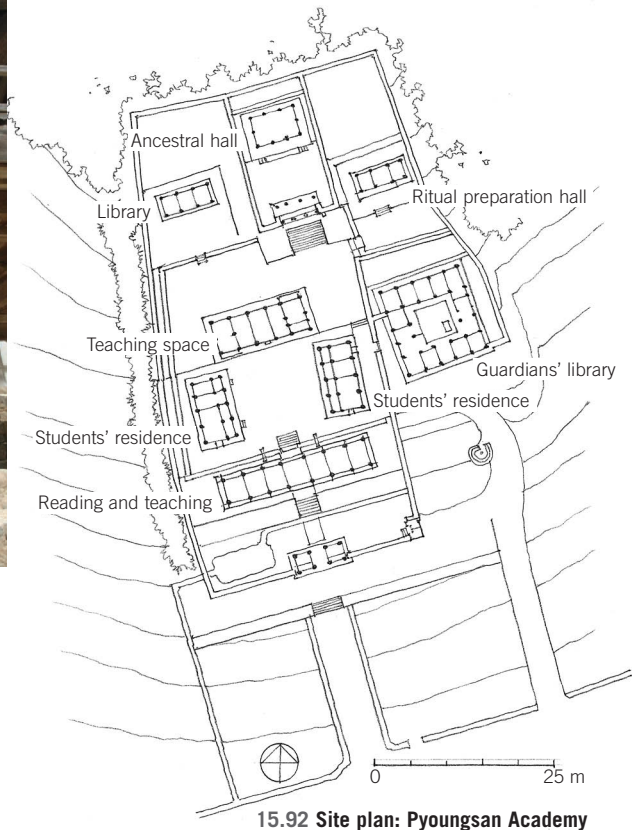 Ancestral hall
Library
Ritual preparation hall
Teaching space
Guardians' library
Students' residence
Students' residence
Reading and teaching
0 25 m
15.92 Site plan: Pyoungsan Academy